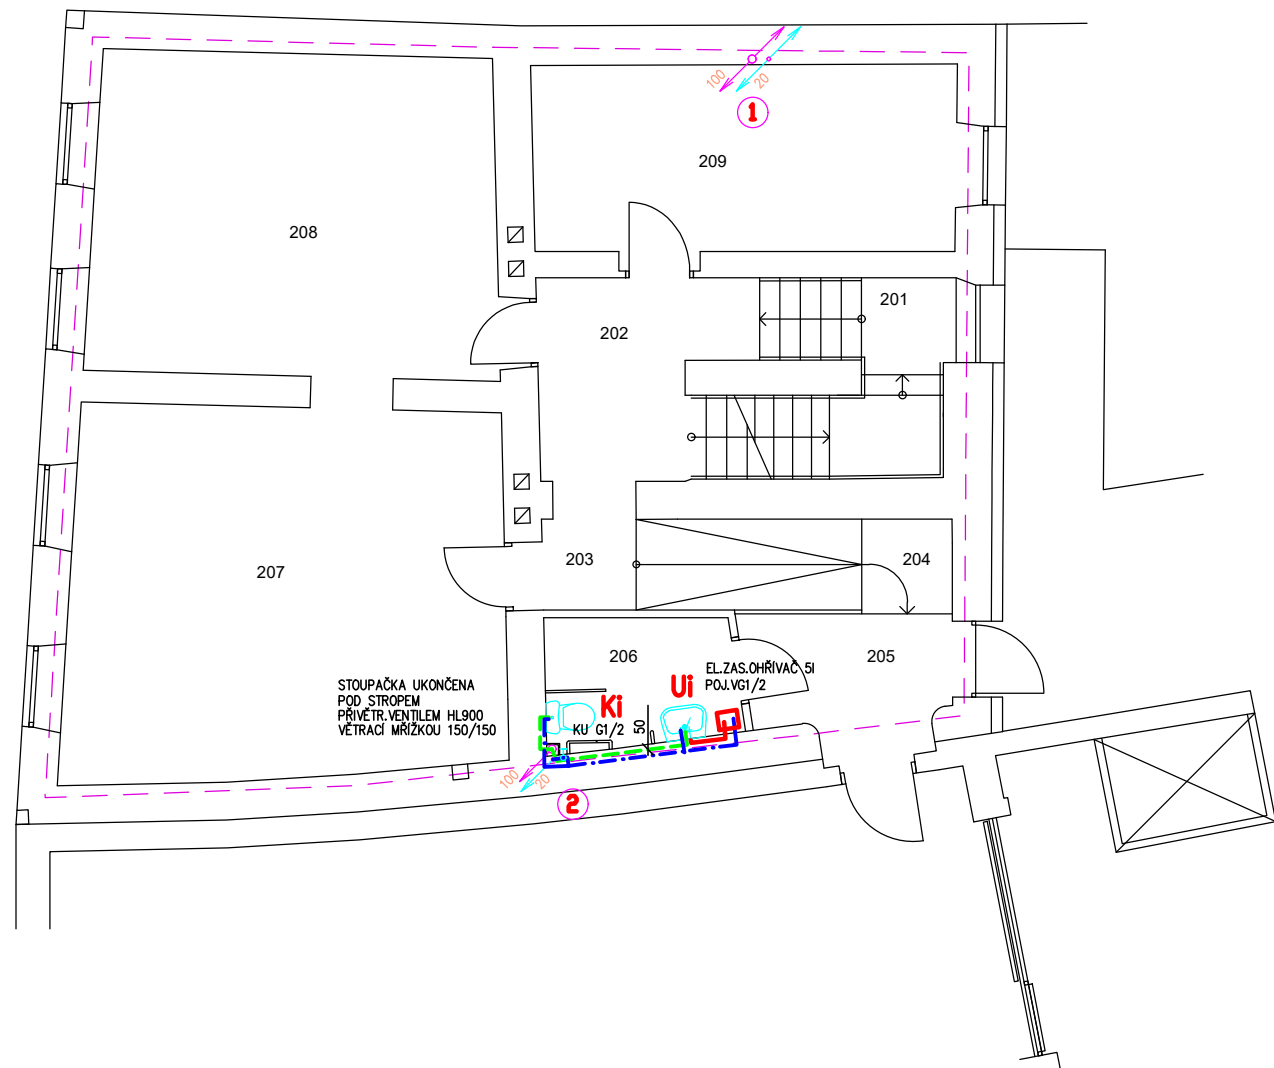 100
20
1
209
208
201
202
203
204
207
206
205
EL.ZAS.OHŘÍVAČ 5l
POJ.VG1/2
STOUPAČKA UKONČENA
POD STROPEM
PŘIVĚTR.VENTILEM HL900
VĚTRACÍ MŘÍŽKOU 150/150
Ui
Ki
KU G1/2
50
100
20
2